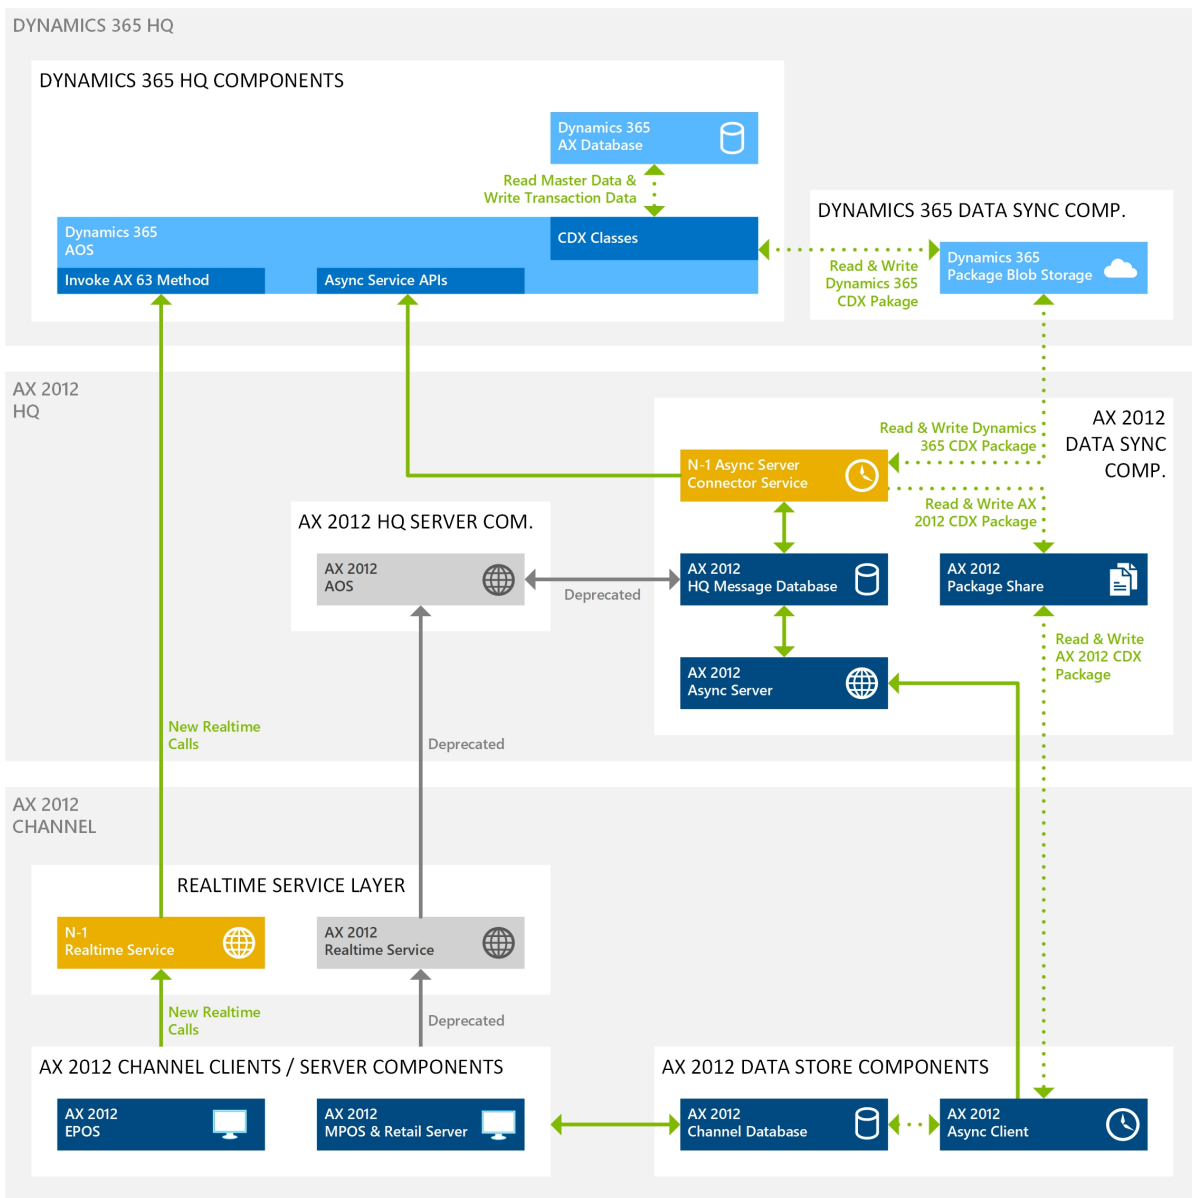 DYNAMICS 365 HQ
DYNAMICS 365 HQ COMPONENTS
Dynamics 365
AX Database
Read Master Data &
Write Transaction Data
Dynamics 365
AOS
CDX Classes
Invoke AX 63 Method
Async Service APIs
DYNAMICS 365 DATA SYNC COMP.
Dynamics 365
Package Blob Storage
Read & Write
Dynamics 365
CDX Pakage
AX 2012
HQ
AX 2012
DATA SYNC
COMP.
Read & Write Dynamics
365 CDX Package
N-1 Async Server
Connector Service
Read & Write AX
2012 CDX Package
AX 2012 HQ SERVER COM.
AX 2012
AOS
Deprecated
AX 2012
HQ Message Database
AX 2012
Package Share
Read & Write
AX 2012 CDX
Package
AX 2012
Async Server
New Realtime
Calls
Deprecated
AX 2012
CHANNEL
REALTIME SERVICE LAYER
N-1
Realtime Service
AX 2012
Realtime Service
New Realtime
Calls
Deprecated
AX 2012 CHANNEL CLIENTS / SERVER COMPONENTS
AX 2012
EPOS
AX 2012
MPOS & Retail Server
AX 2012 DATA STORE COMPONENTS
AX 2012
Channel Database
AX 2012
Async Client